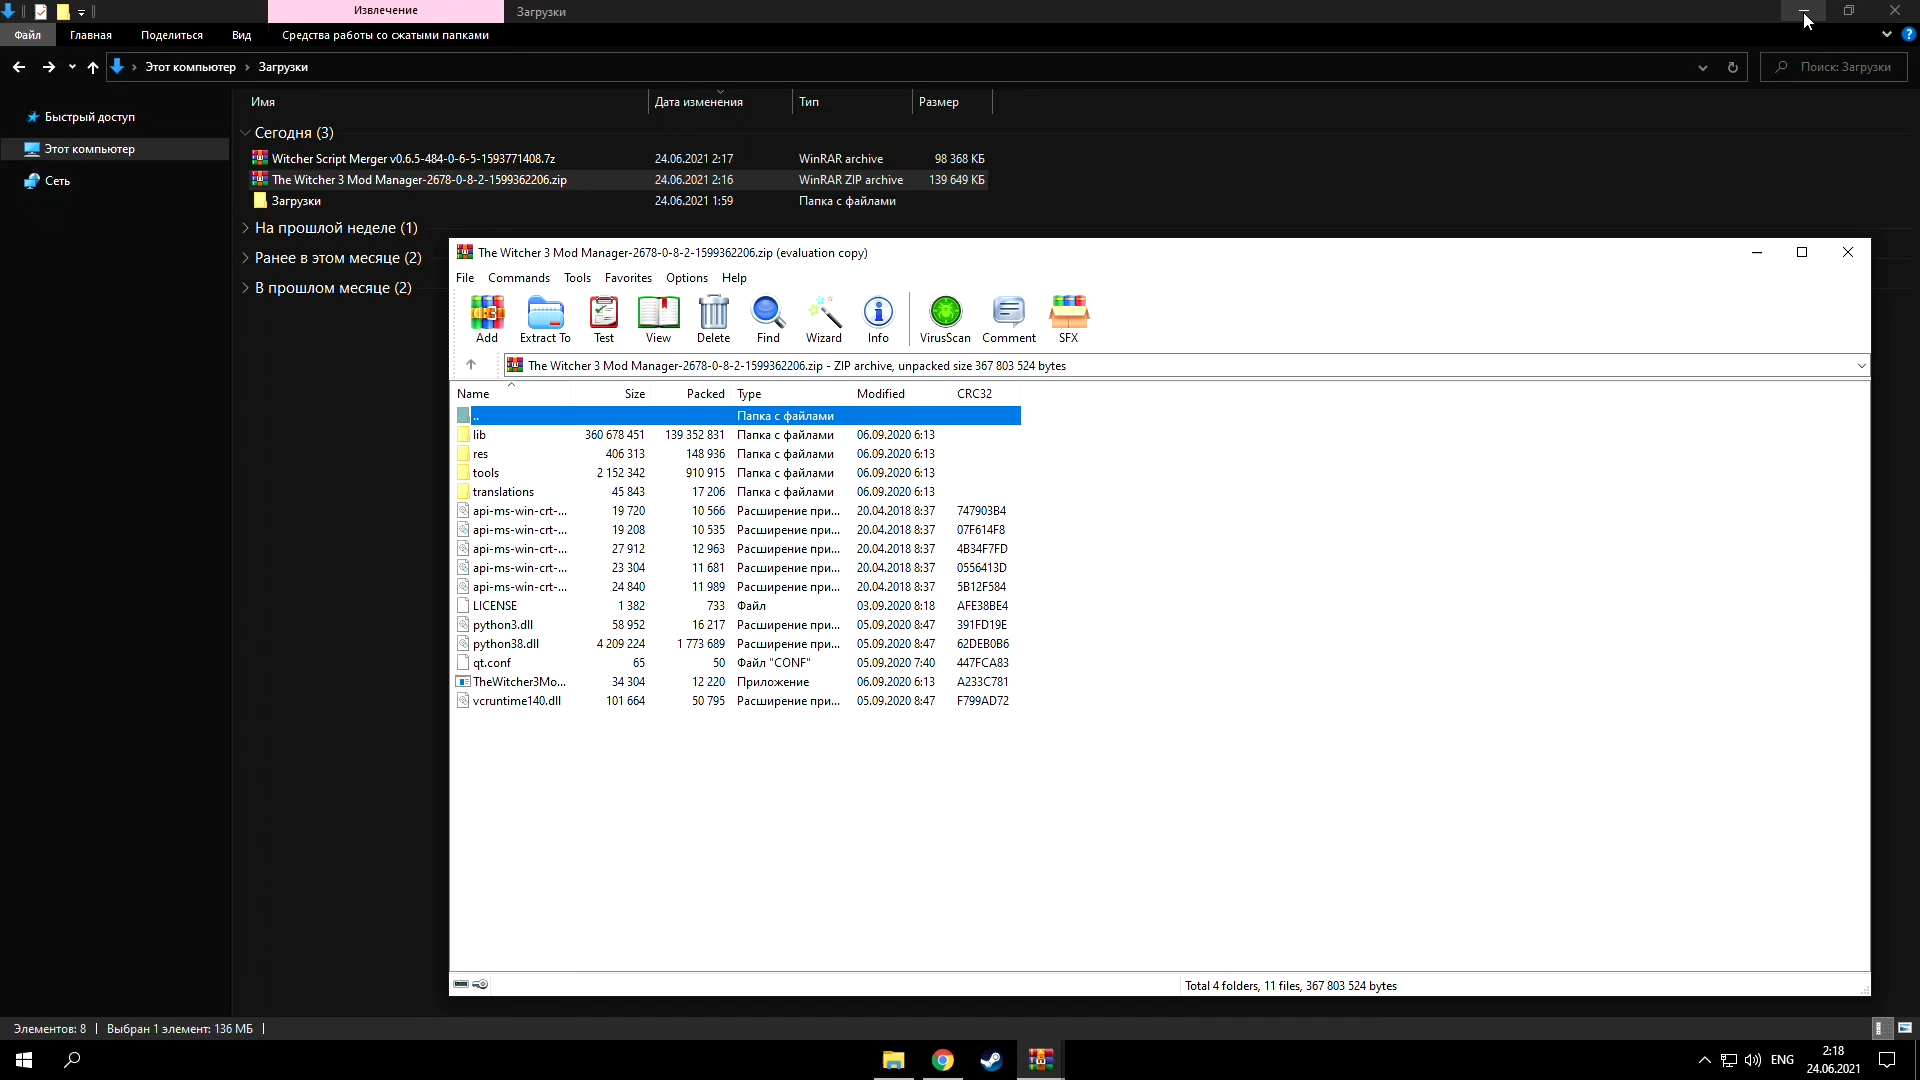 Извлечение
Загрузки
Файл
Главная
Поделиться
Вид
Средства работы со сжатыми папками
Этот компьютер
Загрузки
Поиск: Загрузки
Быстрый доступ
Этот компьютер
Сеть
Имя Дата изменения Тип Размер
Сегодня (3)
Witcher Script Merger v0.6.5-484-0-6-5-1593771408.7z 24.06.2021 2:17 WinRAR archive 98 368 КБ
The Witcher 3 Mod Manager-2678-0-8-2-1599362206.zip 24.06.2021 2:16 WinRAR ZIP archive 139 649 КБ
Загрузки 24.06.2021 1:59 Папка с файлами
На прошлой неделе (1)
Ранее в этом месяце (2)
В прошлом месяце (2)
The Witcher 3 Mod Manager-2678-0-8-2-1599362206.zip (evaluation copy)
File Commands Tools Favorites Options Help
Add Extract To Test View Delete Find Wizard Info VirusScan Comment SFX
The Witcher 3 Mod Manager-2678-0-8-2-1599362206.zip - ZIP archive, unpacked size 367 803 524 bytes
Name Size Packed Type Modified CRC32
.. Папка с файлами
lib 360 678 451 139 352 831 Папка с файлами 06.09.2020 6:13
res 406 313 148 936 Папка с файлами 06.09.2020 6:13
tools 2 152 342 910 915 Папка с файлами 06.09.2020 6:13
translations 45 843 17 206 Папка с файлами 06.09.2020 6:13
api-ms-win-crt-... 19 720 10 566 Расширение при... 20.04.2018 8:37 747903B4
api-ms-win-crt-... 19 208 10 535 Расширение при... 20.04.2018 8:37 07F614F8
api-ms-win-crt-... 27 912 12 963 Расширение при... 20.04.2018 8:37 4B34F7FD
api-ms-win-crt-... 23 304 11 681 Расширение при... 20.04.2018 8:37 0556413D
api-ms-win-crt-... 24 840 11 989 Расширение при... 20.04.2018 8:37 5B12F584
LICENSE 1 382 733 Файл 03.09.2020 8:18 AFE38BE4
python3.dll 58 952 16 217 Расширение при... 05.09.2020 8:47 391FD19E
python38.dll 4 209 224 1 773 689 Расширение при... 05.09.2020 8:47 62DEB0B6
qt.conf 65 50 Файл "CONF" 05.09.2020 7:40 447FCA83
TheWitcher3Mo... 34 304 12 220 Приложение 06.09.2020 6:13 A233C781
vcruntime140.dll 101 664 50 795 Расширение при... 05.09.2020 8:47 F799AD72
Total 4 folders, 11 files, 367 803 524 bytes
Элементов: 8 Выбран 1 элемент: 136 МБ
ENG
2:18
24.06.2021